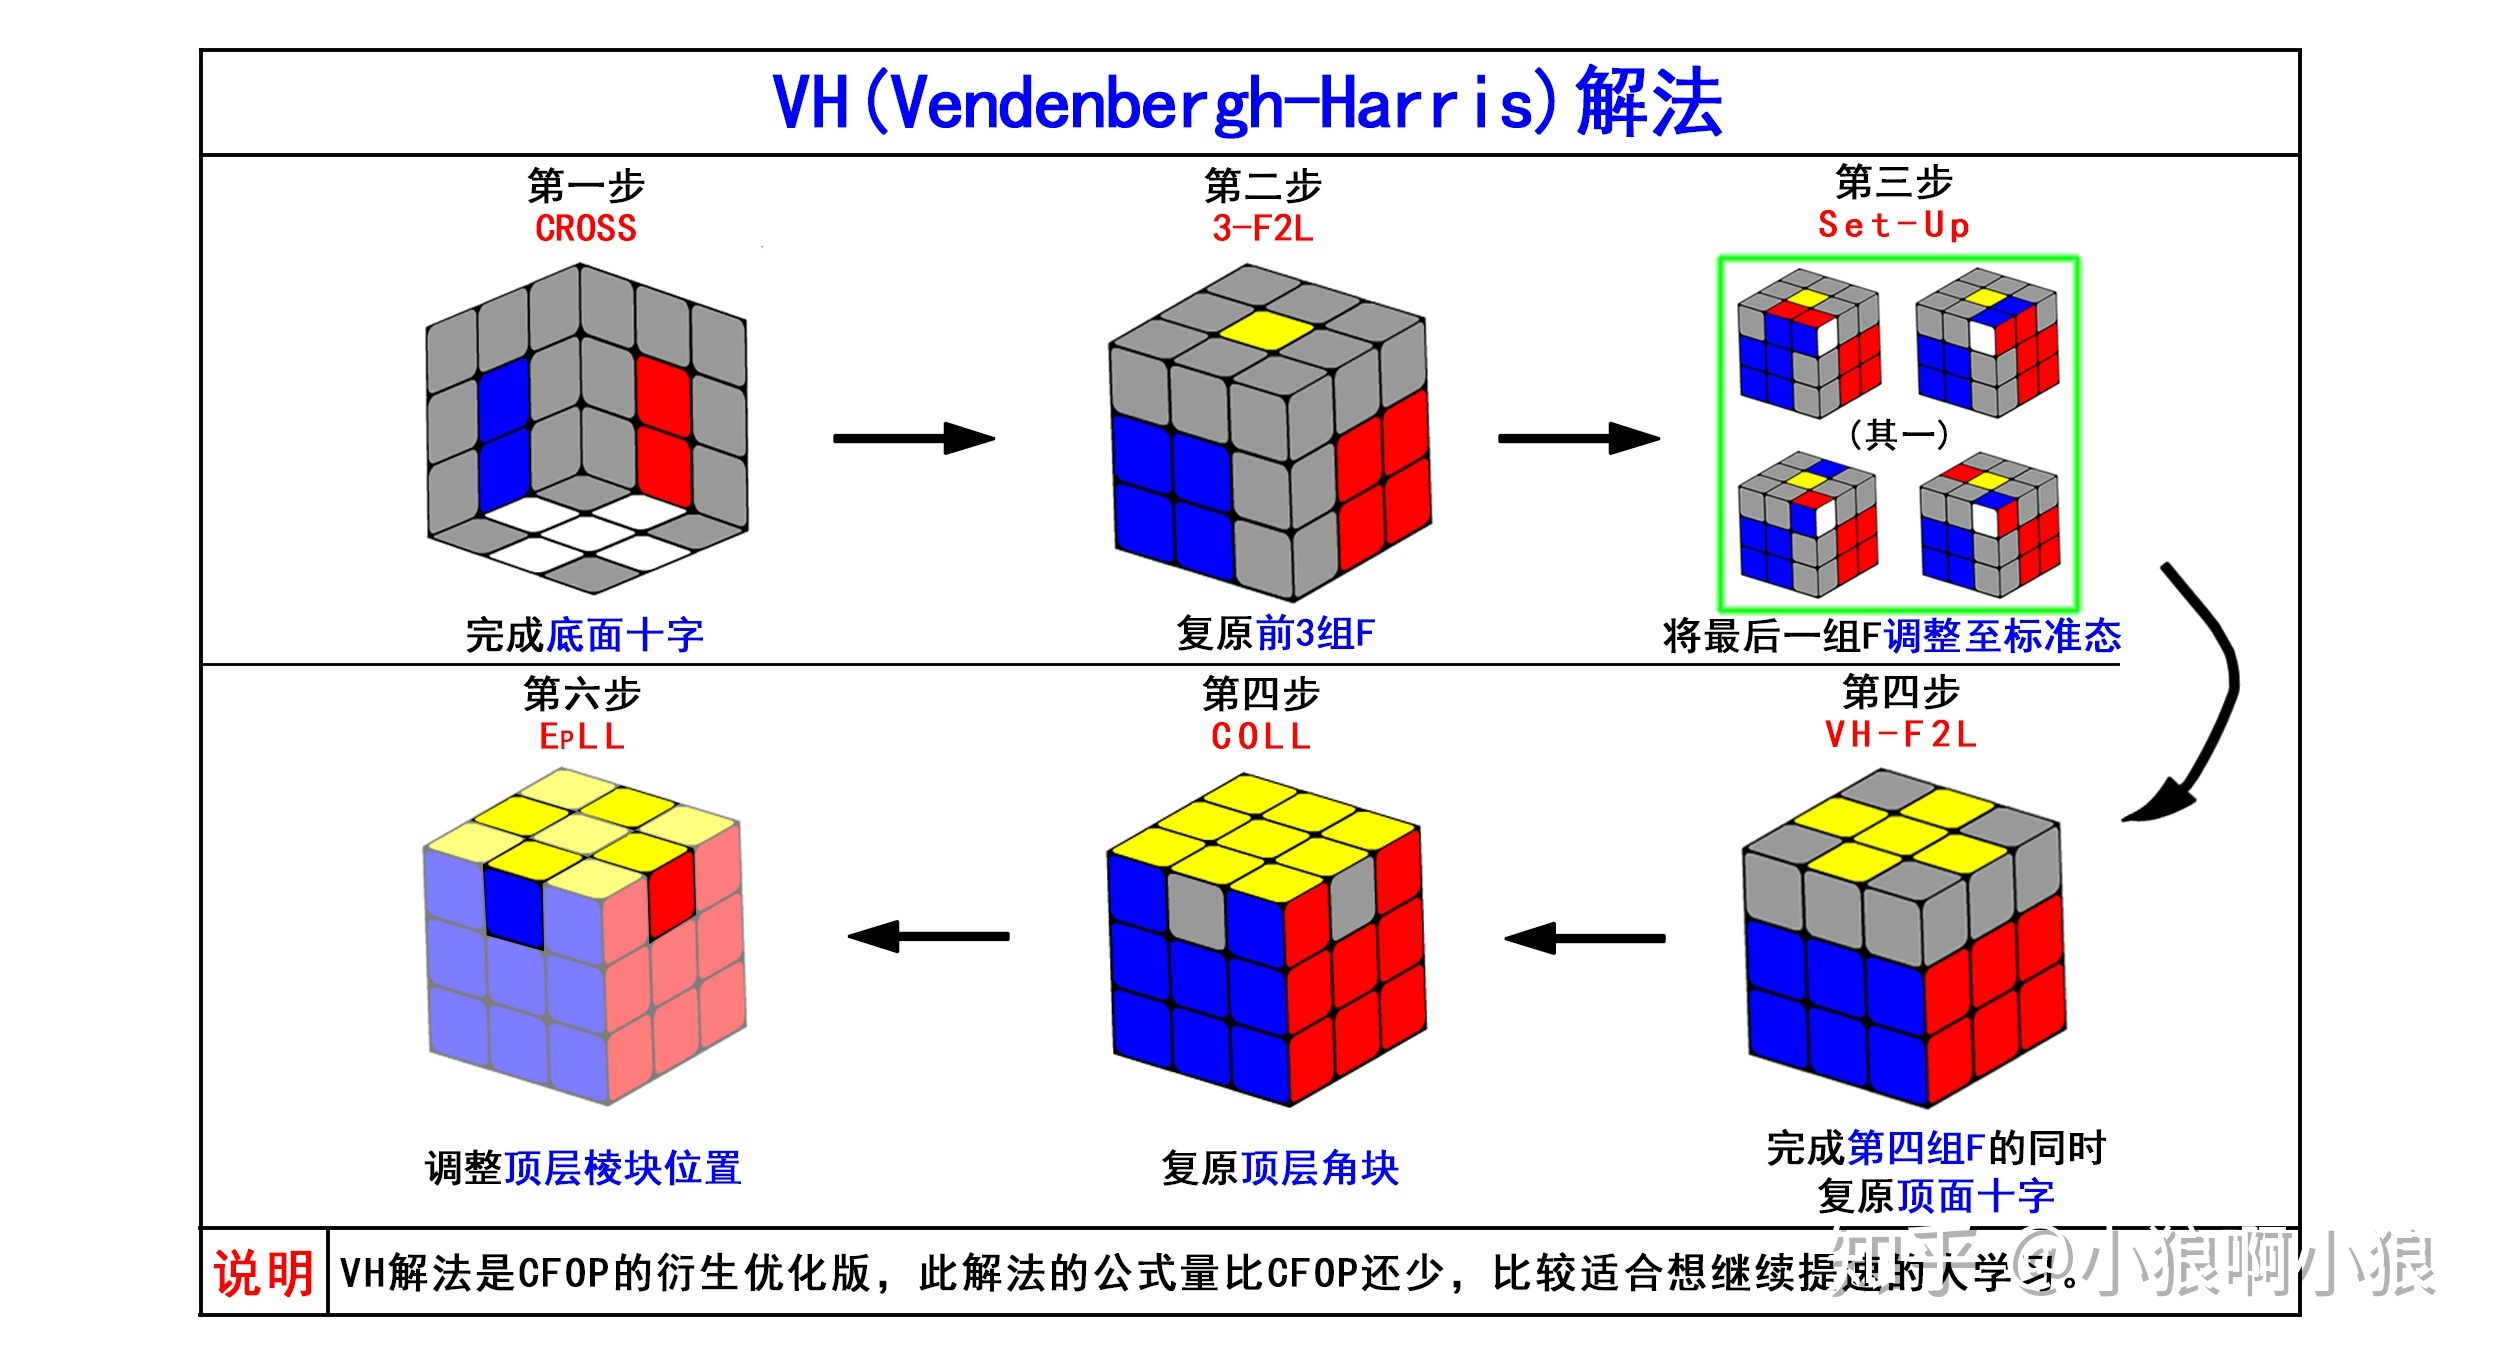 VH(Vendenbergh-Harris)解法
第一步
CROSS
完成底面十字
第二步
3-F2L
复原前3组F
第三步
Set-Up
(其一)
将最后一组F调整至标准态
第四步
VH-F2L
完成第四组F的同时
复原顶面十字
第四步
COLL
复原顶层角块
第六步
EPLL
调整顶层棱块位置
说明
VH解法是CFOP的衍生优化版，此解法的公式量比CFOP还少，比较适合想继续提速的人学习。
知乎 @小狼啊小狼